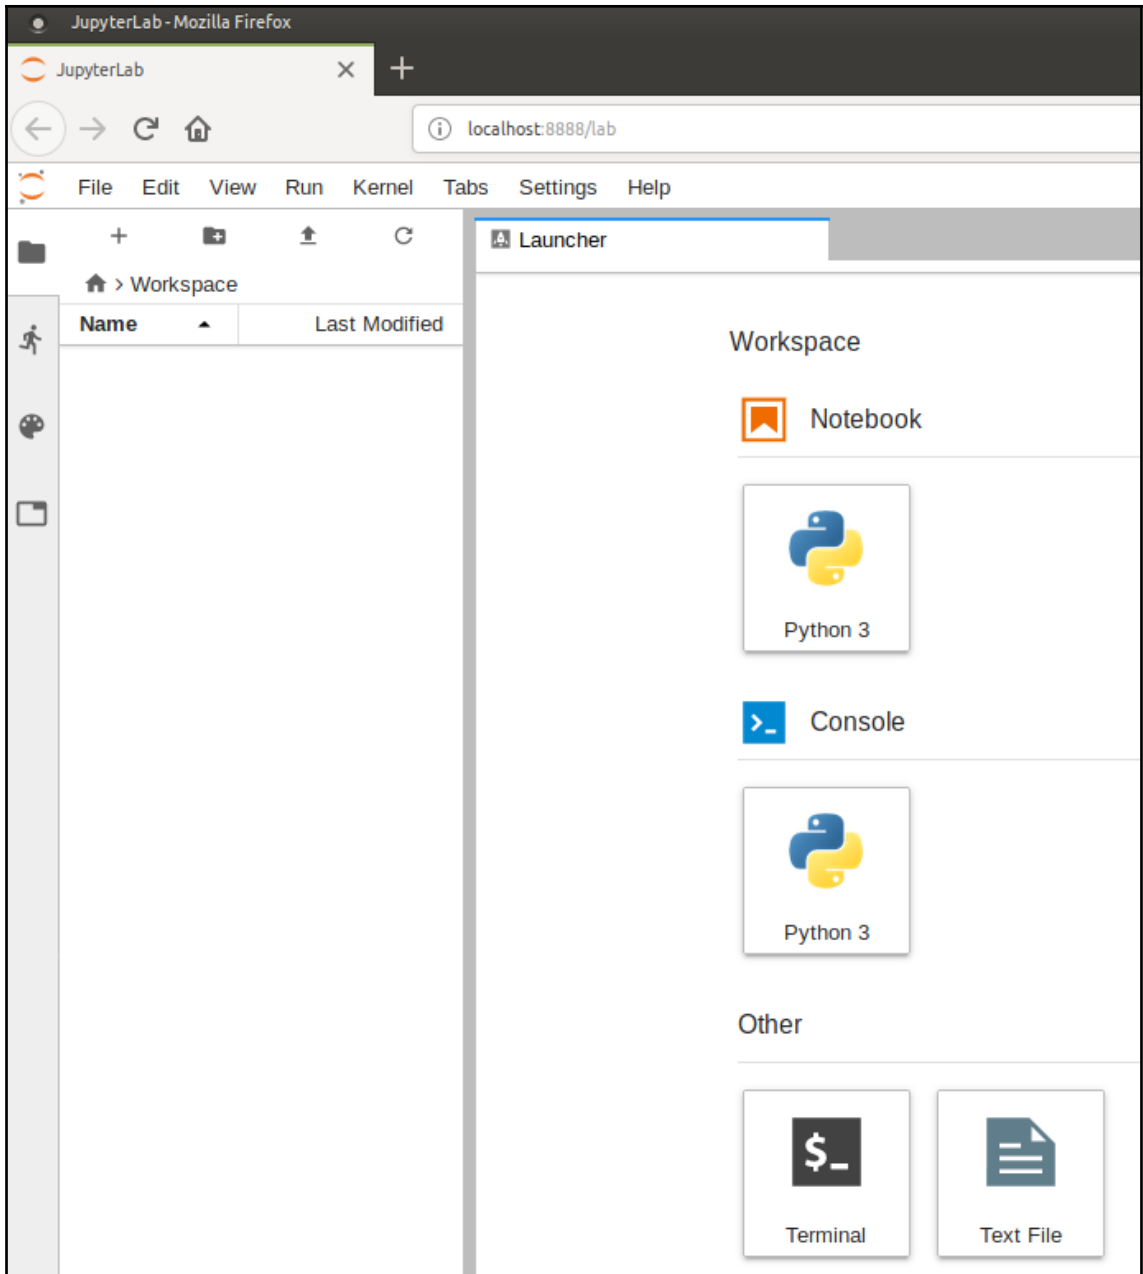 JupyterLab - Mozilla Firefox
JupyterLab
localhost:8888/lab
File Edit View Run Kernel Tabs Settings Help
Launcher
> Workspace
Name Last Modified
Workspace
Notebook
Python 3
>_ Console
Python 3
Other
$_
Terminal Text File